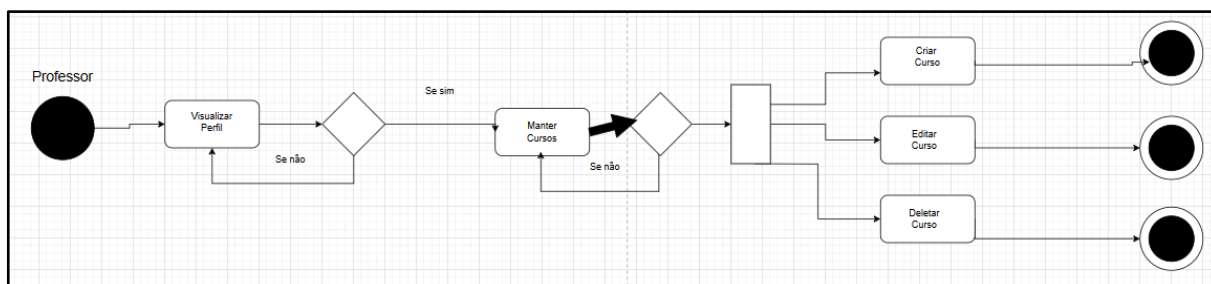 Professor
Visualizar
Perfil
Se não
Se sim
Manter
Cursos
Se não
Criar
Curso
Editar
Curso
Deletar
Curso